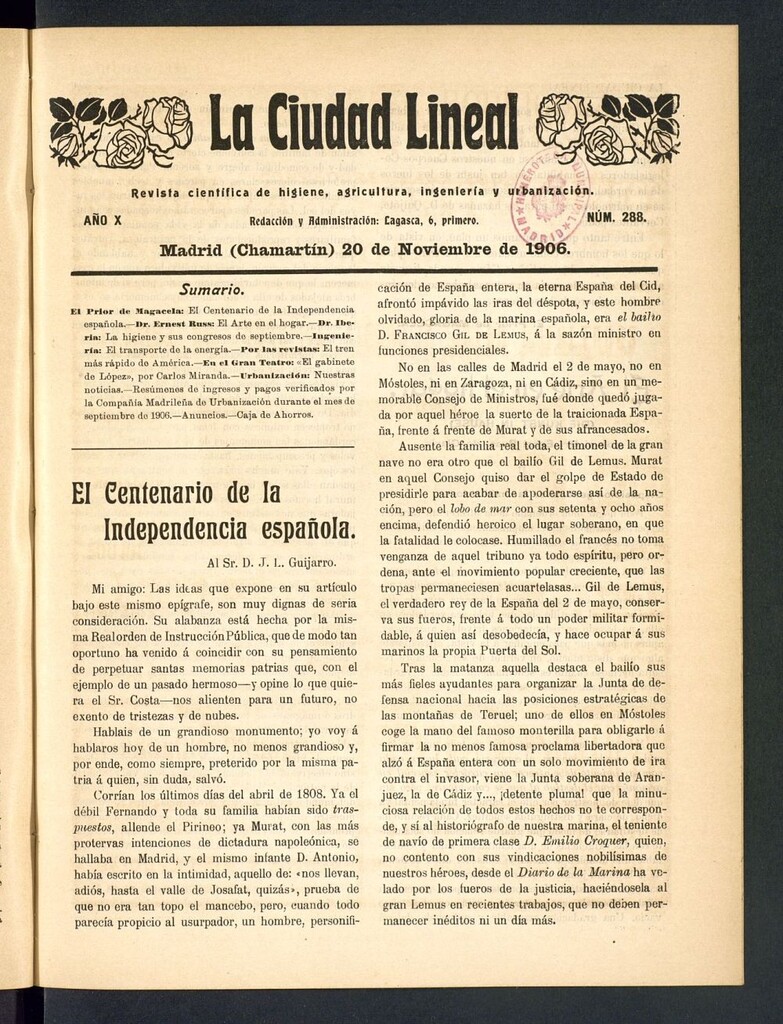 La Ciudad Lineal
Revista científica de higiene, agricultura, ingeniería y urbanización.
AÑO X
Redacción y Administración: Lagasca, 6, primero.
NÚM. 288.
HEMEROTECA MUNICIPAL
MADRID
Madrid (Chamartín) 20 de Noviembre de 1906.
Sumario.
El Prior de Magacela: El Centenario de la Independencia
española.—Dr. Ernest Russ: El Arte en el hogar.—Dr. Ibe-
ria: La higiene y sus congresos de septiembre.—Ingenie-
ría: El transporte de la energía.—Por las revistas: El tren
más rápido de América.—En el Gran Teatro: «El gabinete
de López», por Carlos Miranda.—Urbanización: Nuestras
noticias.—Resúmenes de ingresos y pagos verificados por
la Compañía Madrileña de Urbanización durante el mes de
septiembre de 1906.—Anuncios.—Caja de Ahorros.
El Centenario de la
Independencia española.
Al Sr. D. J. L. Guijarro.
Mi amigo: Las ideas que expone en su artículo
bajo este mismo epígrafe, son muy dignas de seria
consideración. Su alabanza está hecha por la mis-
ma Real orden de Instrucción Pública, que de modo tan
oportuno ha venido á coincidir con su pensamiento
de perpetuar santas memorias patrias que, con el
ejemplo de un pasado hermoso—y opine lo que quie-
ra el Sr. Costa—nos alienten para un futuro, no
exento de tristezas y de nubes.
Hablais de un grandioso monumento; yo voy á
hablaros hoy de un hombre, no menos grandioso y,
por ende, como siempre, preterido por la misma pa-
tria á quien, sin duda, salvó.
Corrían los últimos días del abril de 1808. Ya el
débil Fernando y toda su familia habían sido tras-
puestos, allende el Pirineo; ya Murat, con las más
protervas intenciones de dictadura napoleónica, se
hallaba en Madrid, y el mismo infante D. Antonio,
había escrito en la intimidad, aquello de: «nos llevan,
adiós, hasta el valle de Josafat, quizás», prueba de
que no era tan topo el mancebo, pero, cuando todo
parecía propicio al usurpador, un hombre, personifi-
cación de España entera, la eterna España del Cid,
afrontó impávido las iras del déspota, y este hombre
olvidado, gloria de la marina española, era el bailío
D. FRANCISCO GIL DE LEMUS, á la sazón ministro en
funciones presidenciales.
No en las calles de Madrid el 2 de mayo, no en
Móstoles, ni en Zaragoza, ni en Cádiz, sino en un me-
morable Consejo de Ministros, fué donde quedó juga-
da por aquel héroe la suerte de la traicionada Espa-
ña, frente á frente de Murat y de sus afrancesados.
Ausente la familia real toda, el timonel de la gran
nave no era otro que el bailío Gil de Lemus. Murat
en aquel Consejo quiso dar el golpe de Estado de
presidirle para acabar de apoderarse así de la na-
ción, pero el lobo de mar con sus setenta y ocho años
encima, defendió heroico el lugar soberano, en que
la fatalidad le colocase. Humillado el francés no toma
venganza de aquel tribuno ya todo espíritu, pero or-
dena, ante el movimiento popular creciente, que las
tropas permaneciesen acuarteladas... Gil de Lemus,
el verdadero rey de la España del 2 de mayo, conser-
va sus fueros, frente á todo un poder militar formi-
dable, á quien así desobedecía, y hace ocupar á sus
marinos la propia Puerta del Sol.
Tras la matanza aquella destaca el bailío sus
más fieles ayudantes para organizar la Junta de de-
fensa nacional hacia las posiciones estratégicas de
las montañas de Teruel; uno de ellos en Móstoles
coge la mano del famoso monterilla para obligarle á
firmar la no menos famosa proclama libertadora que
alzó á España entera con un solo movimiento de ira
contra el invasor, viene la Junta soberana de Aran-
juez, la de Cádiz y..., ¡detente pluma! que la minu-
ciosa relación de todos estos hechos no te correspon-
de, y sí al historiógrafo de nuestra marina, el teniente
de navío de primera clase D. Emilio Croquer, quien,
no contento con sus vindicaciones nobilísimas de
nuestros héroes, desde el Diario de la Marina ha ve-
lado por los fueros de la justicia, haciéndosela al
gran Lemus en recientes trabajos, que no deben per-
manecer inéditos ni un día más.